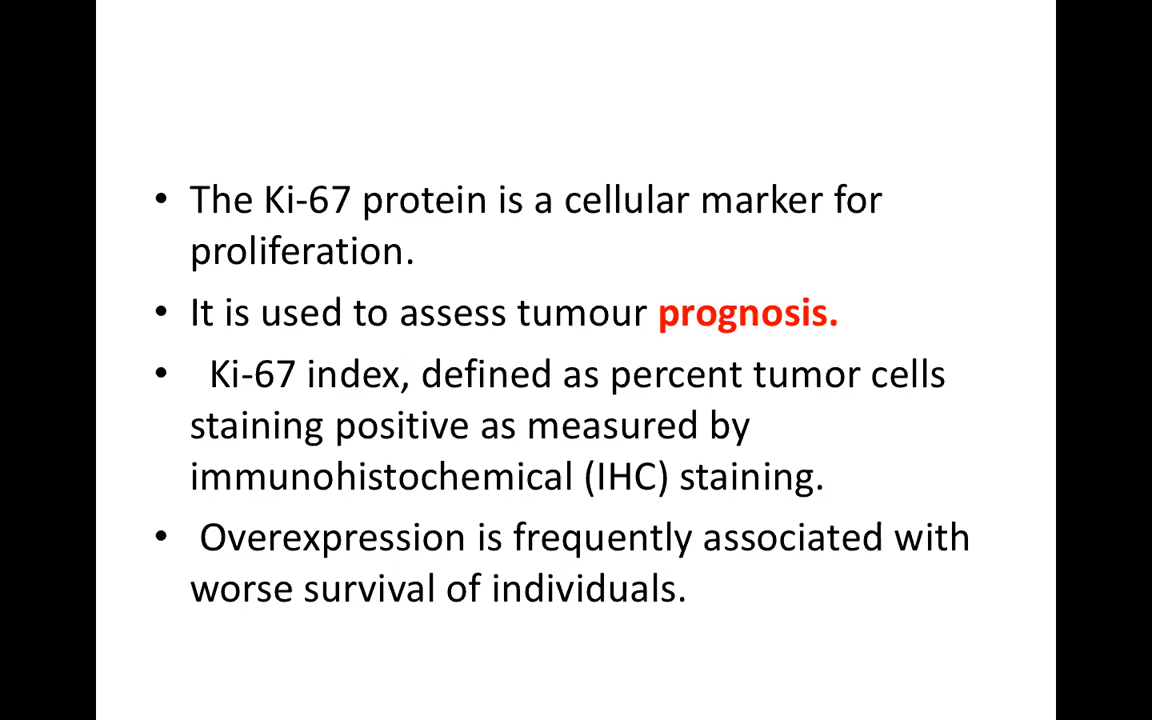 • The Ki-67 protein is a cellular marker for
proliferation.
• It is used to assess tumour prognosis.
• Ki-67 index, defined as percent tumor cells
staining positive as measured by
immunohistochemical (IHC) staining.
• Overexpression is frequently associated with
worse survival of individuals.